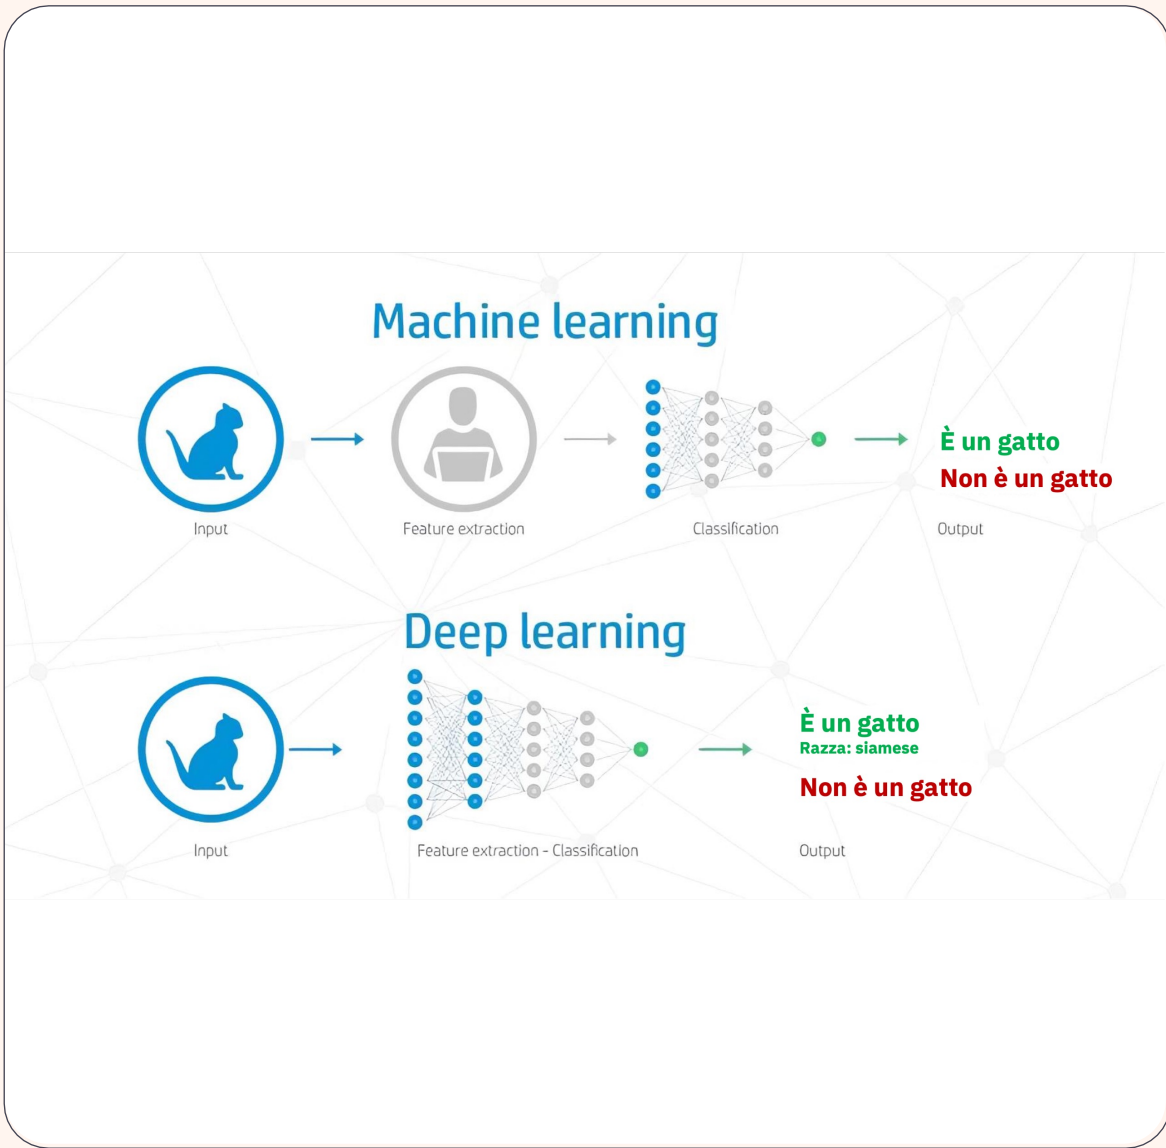 Machine learning
È un gatto
Non è un gatto
Input
Feature extraction
Classification
Output
Deep learning
È un gatto
Razza: siamese
Non è un gatto
Input
Feature extraction - Classification
Output